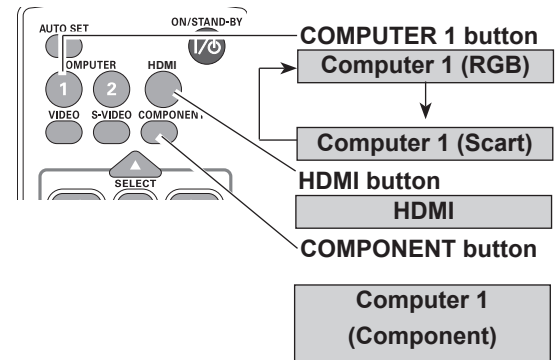 AUTO SET
ON/STAND-BY
I/⏻
COMPUTER
HDMI
1
2
VIDEO
S-VIDEO
COMPONENT
SELECT
COMPUTER 1 button
Computer 1 (RGB)
Computer 1 (Scart)
HDMI button
HDMI
COMPONENT button
Computer 1
(Component)